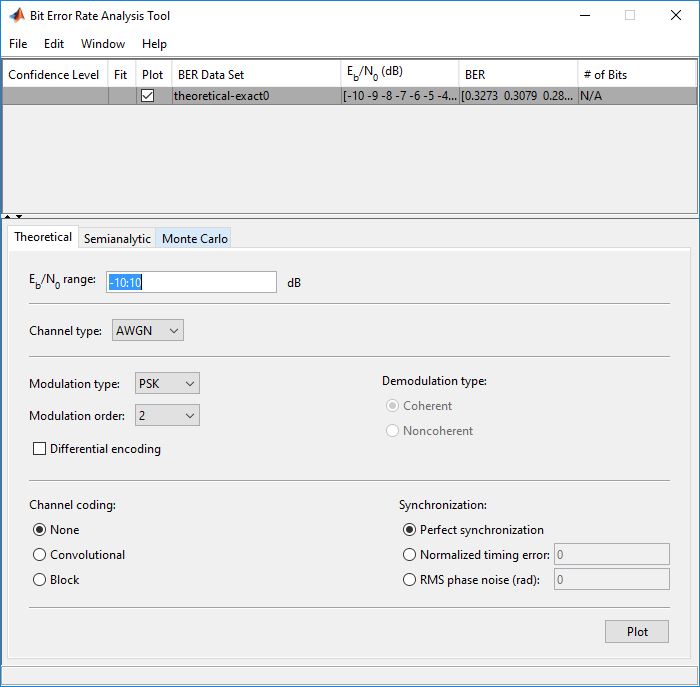 Bit Error Rate Analysis Tool
File Edit Window Help
Confidence Level Fit Plot BER Data Set Eb/N0 (dB) BER # of Bits
theoretical-exact0 [-10 -9 -8 -7 -6 -5 -4... [0.3273 0.3079 0.28... N/A
Theoretical Semianalytic Monte Carlo
Eb/N0 range: -10:10 dB
Channel type: AWGN
Modulation type: PSK Demodulation type:
Modulation order: 2 Coherent
Noncoherent
Differential encoding
Channel coding: Synchronization:
None Perfect synchronization
Convolutional Normalized timing error: 0
Block RMS phase noise (rad): 0
Plot